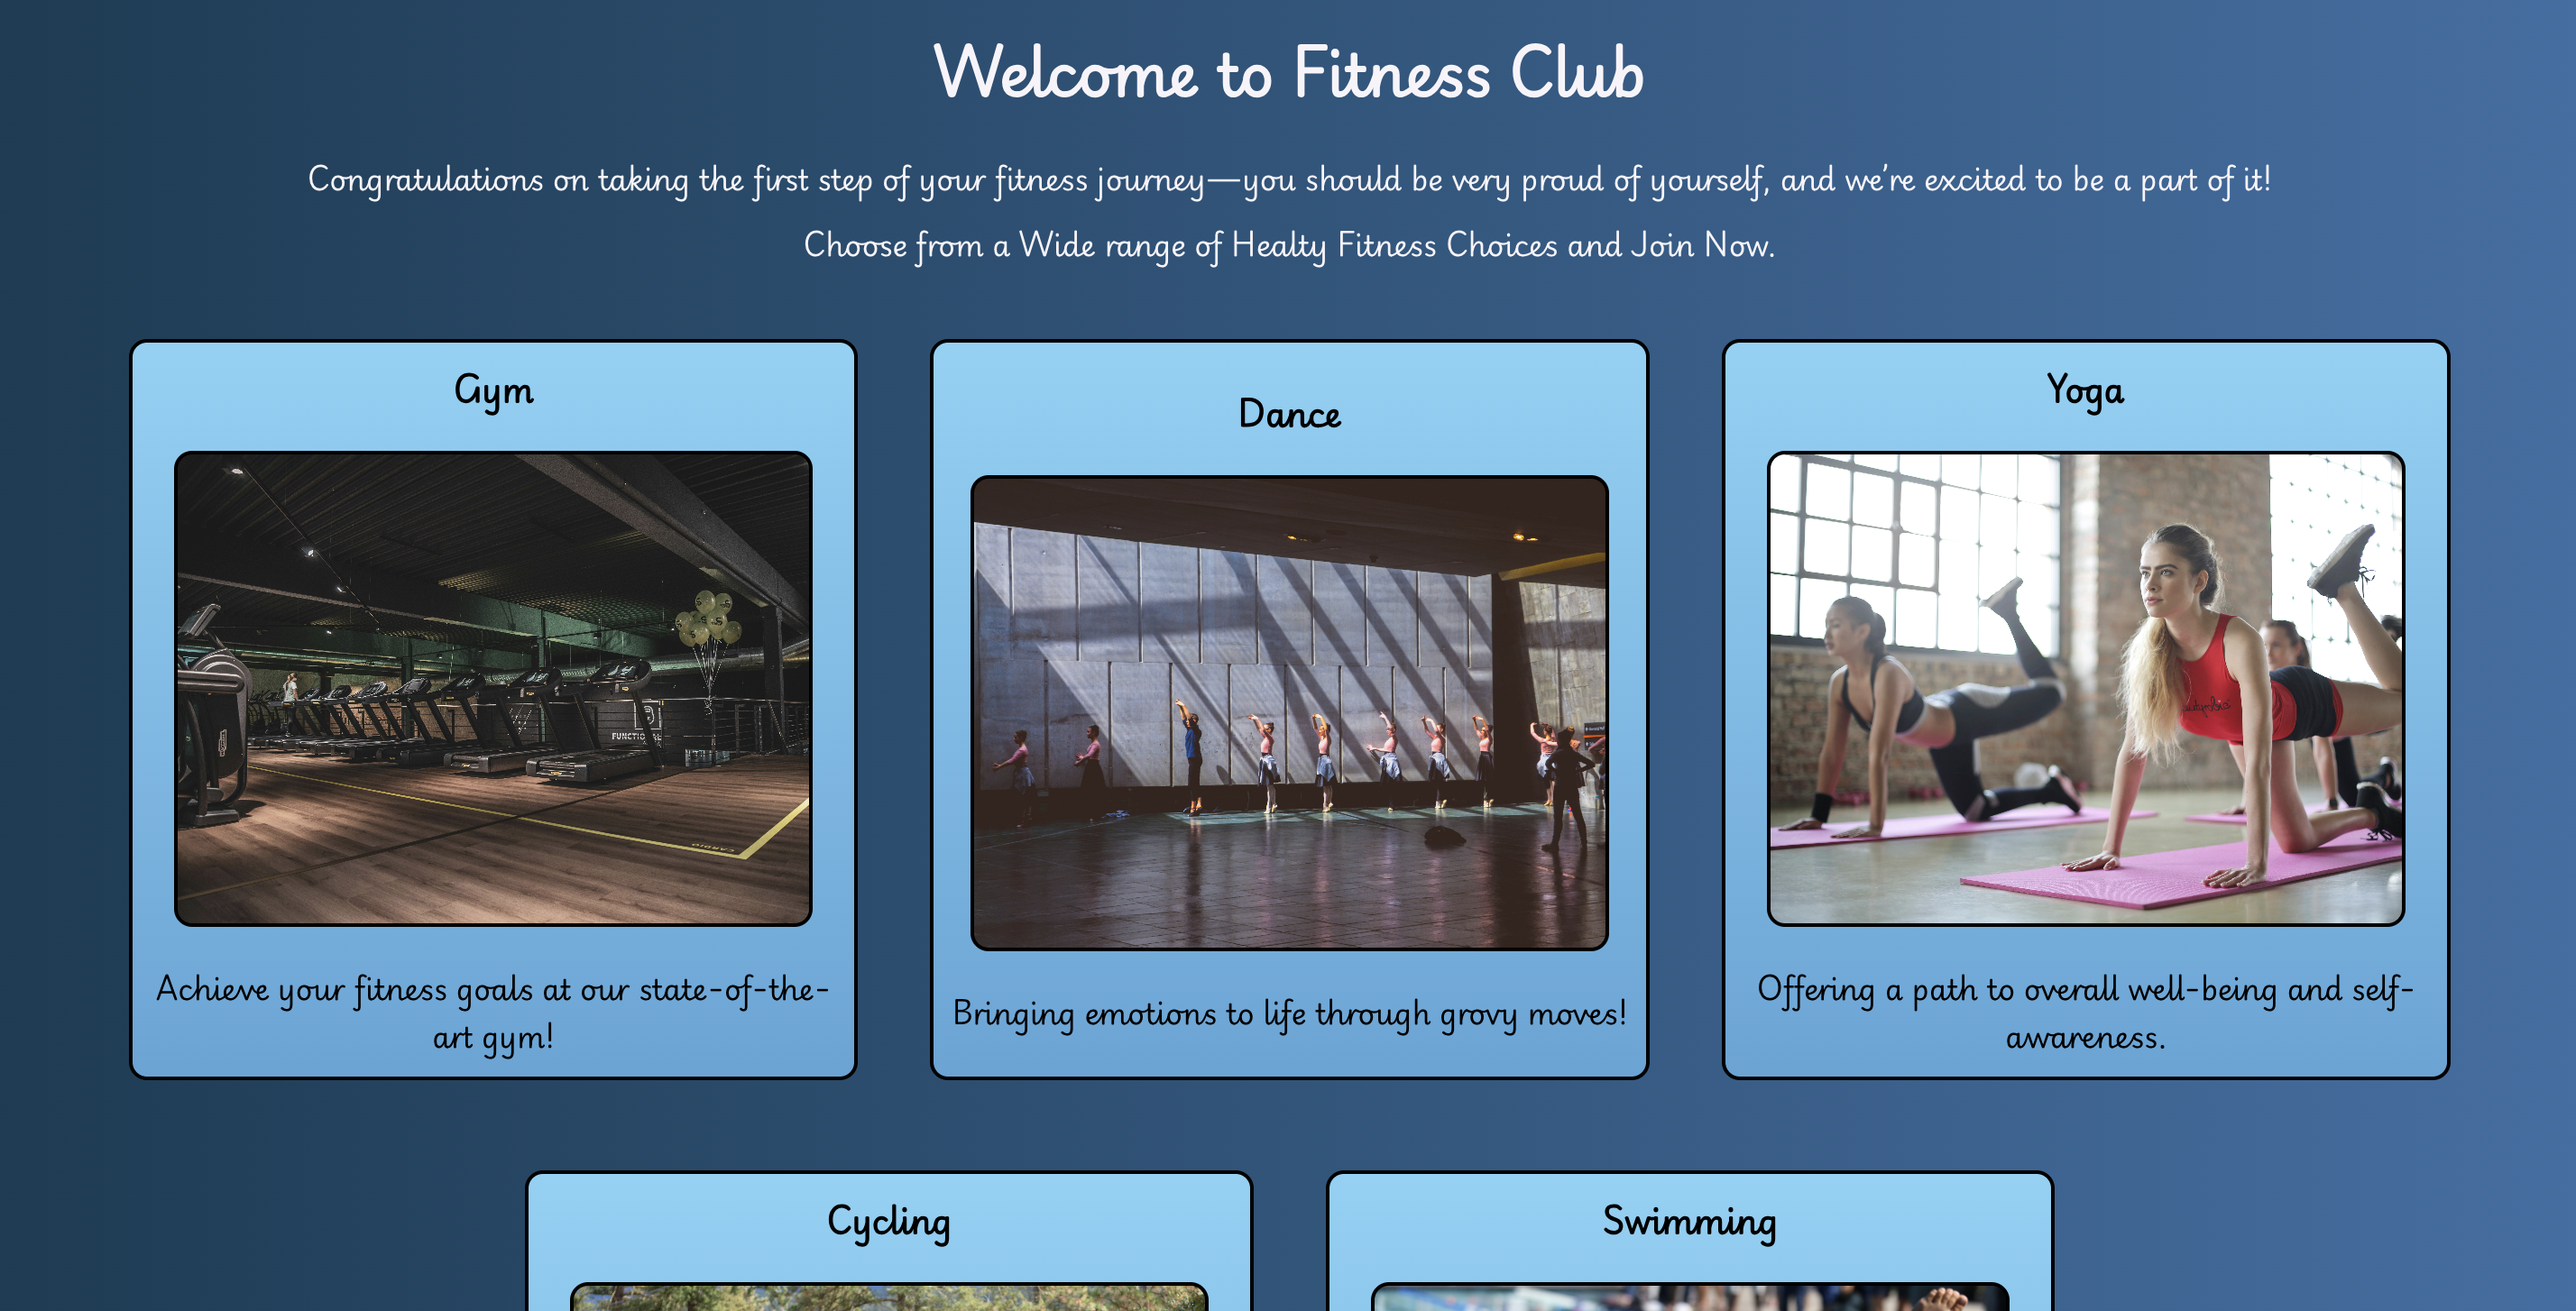 Welcome to Fitness Club
Congratulations on taking the first step of your fitness journey—you should be very proud of yourself, and we're excited to be a part of it!
Choose from a Wide range of Healty Fitness Choices and Join Now.
Gym
FUNCTIONAL
CARDIO
Achieve your fitness goals at our state-of-the-
art gym!
Dance
Bringing emotions to life through grovy moves!
Yoga
Offering a path to overall well-being and self-
awareness.
Cycling
Swimming